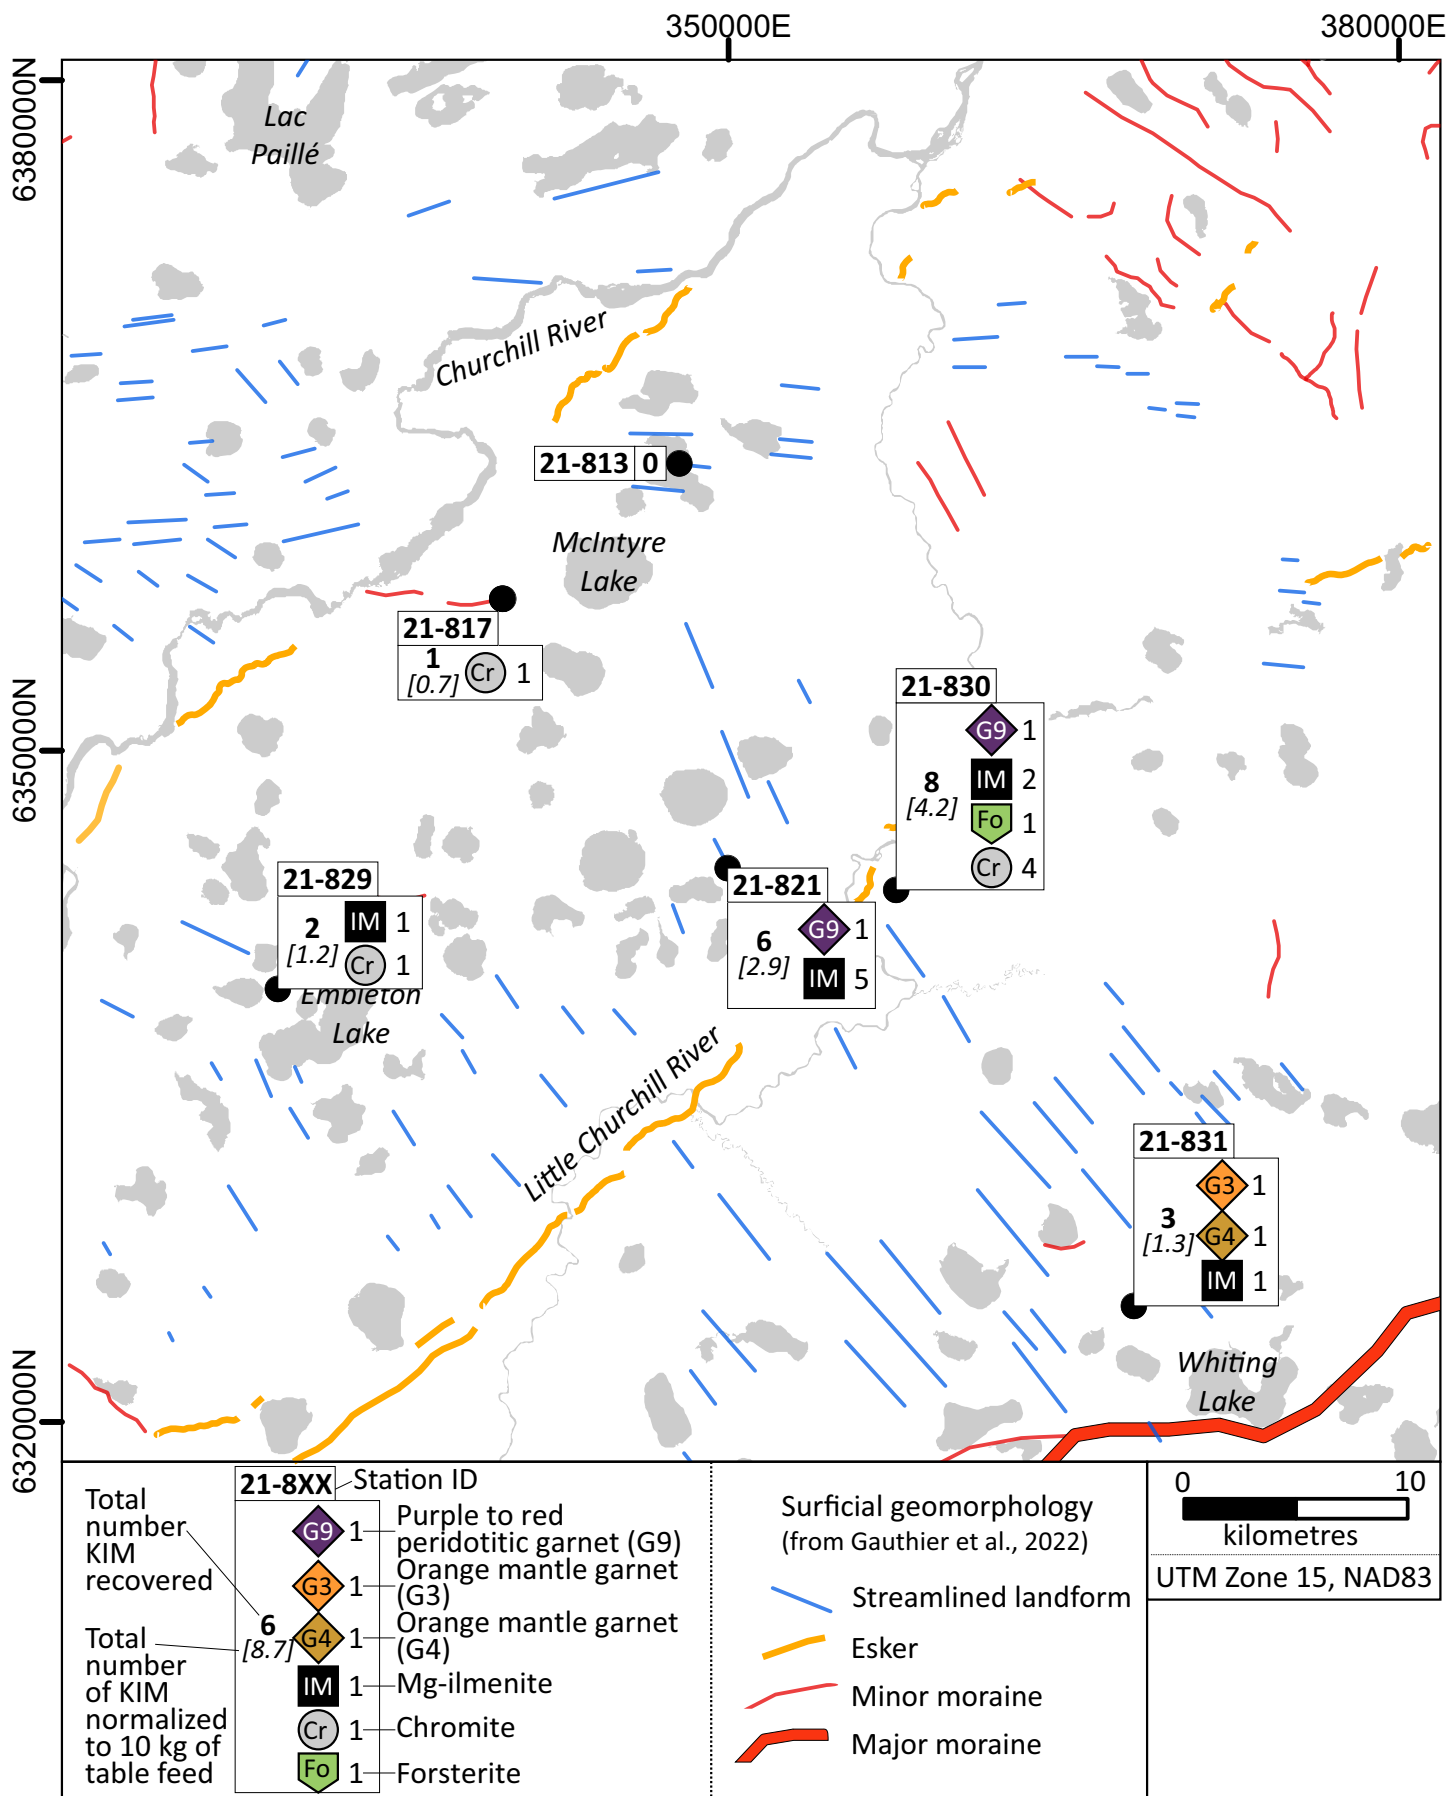 350000E
380000E
6380000N
6350000N
6320000N
Lac
Paillé
Churchill River
21-813 0
McIntyre
Lake
21-817
1
[0.7]
Cr 1
21-830
8
[4.2]
G9 1
IM 2
Fo 1
Cr 4
21-829
2
[1.2]
IM 1
Cr 1
Embleton
Lake
21-821
6
[2.9]
G9 1
IM 5
Little Churchill River
21-831
3
[1.3]
G3 1
G4 1
IM 1
Whiting
Lake
Total
number
KIM
recovered
Total
number
of KIM
normalized
to 10 kg of
table feed
21-8XX
Station ID
6
[8.7]
G9 1
Purple to red
peridotitic garnet (G9)
G3 1
Orange mantle garnet
(G3)
G4 1
Orange mantle garnet
(G4)
IM 1
Mg-ilmenite
Cr 1
Chromite
Fo 1
Forsterite
Surficial geomorphology
(from Gauthier et al., 2022)
Streamlined landform
Esker
Minor moraine
Major moraine
0 10
kilometres
UTM Zone 15, NAD83